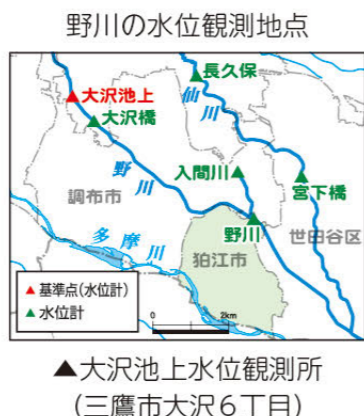 野川の水位観測地点
長久保
仙川
大沢池上
大沢橋
野川
入間川
宮下橋
調布市
野川
世田谷区
多摩川
狛江市
▲基準点(水位計)
▲水位計
0 2km
▲大沢池上水位観測所
(三鷹市大沢6丁目)